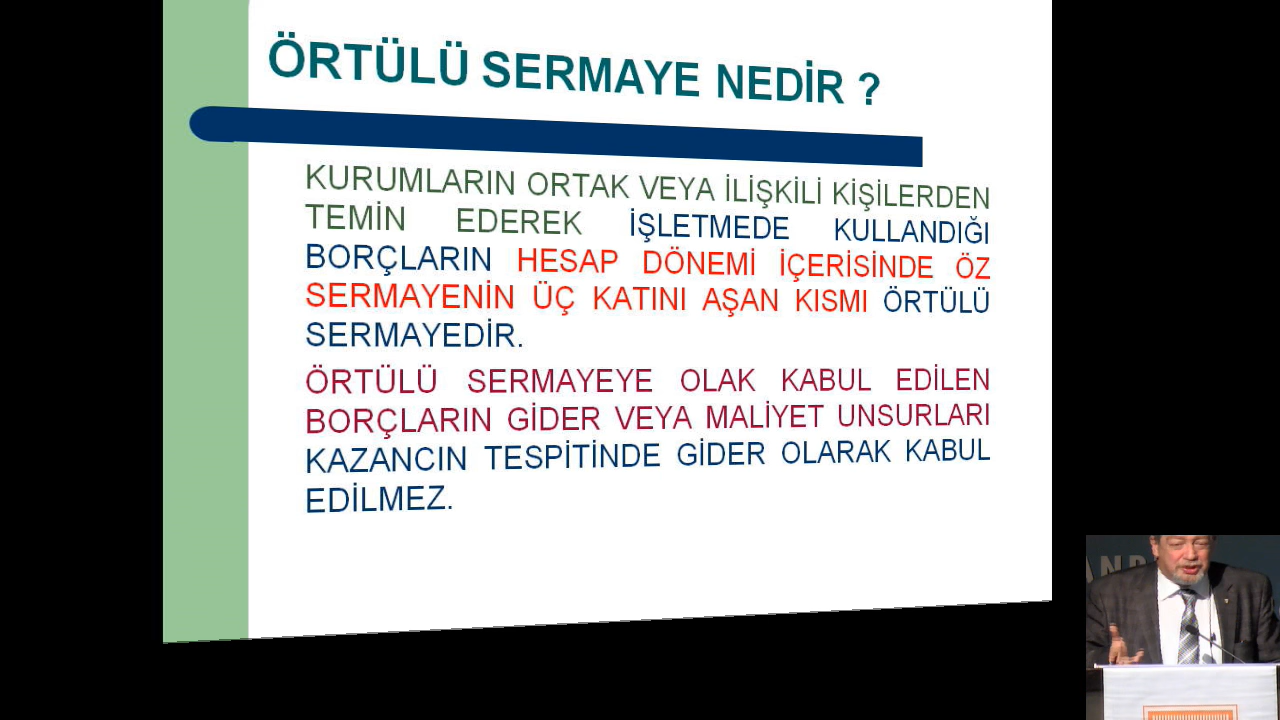 ÖRTÜLÜ SERMAYE NEDİR ?
KURUMLARIN ORTAK VEYA İLİŞKİLİ KİŞİLERDEN
TEMİN EDEREK İŞLETMEDE KULLANDIĞI
BORÇLARIN HESAP DÖNEMİ İÇERİSİNDE ÖZ
SERMAYENİN ÜÇ KATINI AŞAN KISMI ÖRTÜLÜ
SERMAYEDİR.
ÖRTÜLÜ SERMAYEYE OLAK KABUL EDİLEN
BORÇLARIN GİDER VEYA MALİYET UNSURLARI
KAZANCIN TESPİTİNDE GİDER OLARAK KABUL
EDİLMEZ.